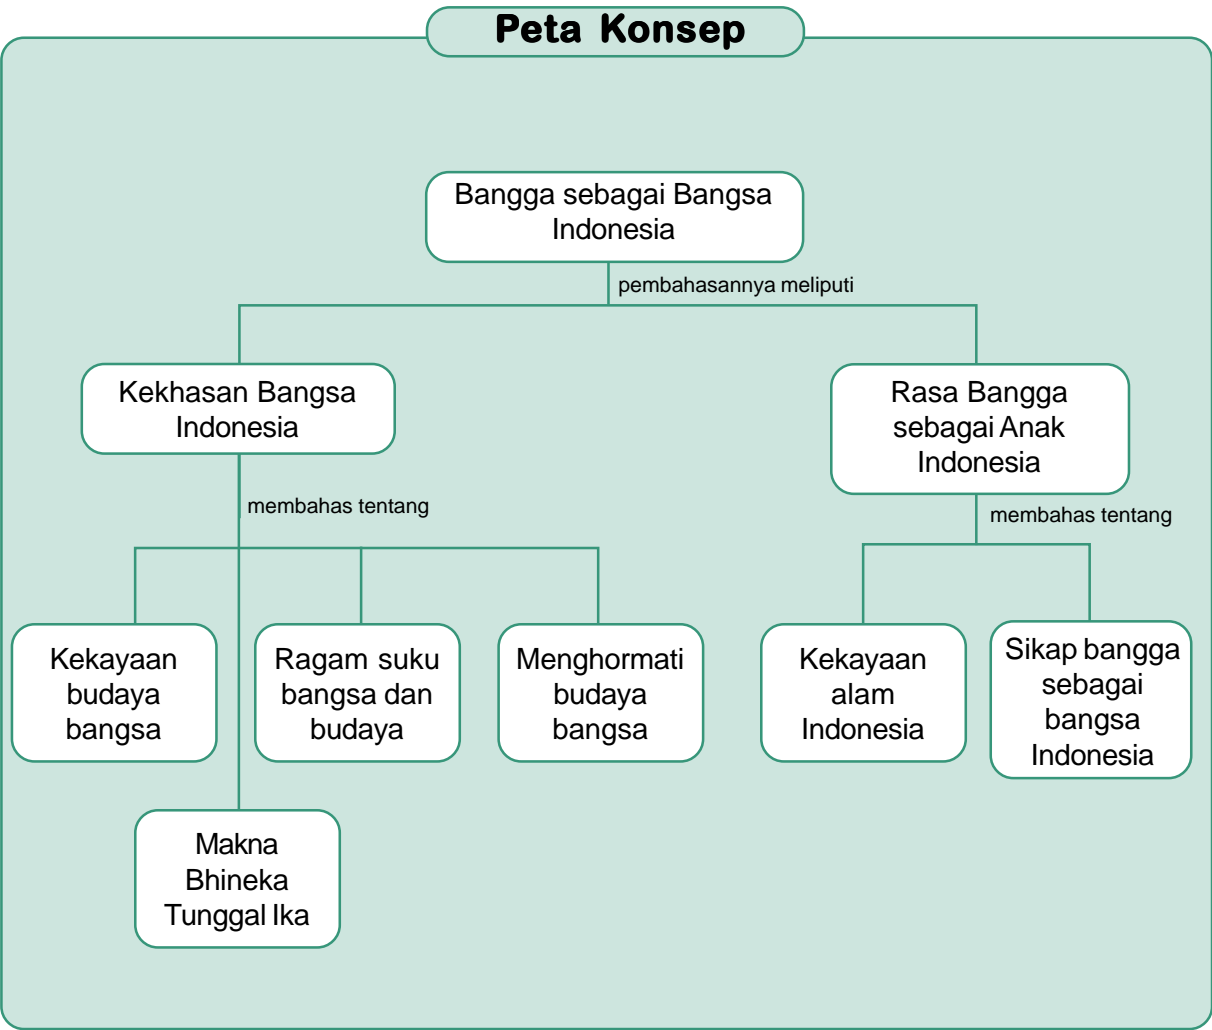 Peta Konsep
Bangga sebagai Bangsa
Indonesia
pembahasannya meliputi
Kekhasan Bangsa
Indonesia
Rasa Bangga
sebagai Anak
Indonesia
membahas tentang
membahas tentang
Kekayaan
budaya
bangsa
Ragam suku
bangsa dan
budaya
Menghormati
budaya
bangsa
Kekayaan
alam
Indonesia
Sikap bangga
sebagai
bangsa
Indonesia
Makna
Bhineka
Tunggal Ika